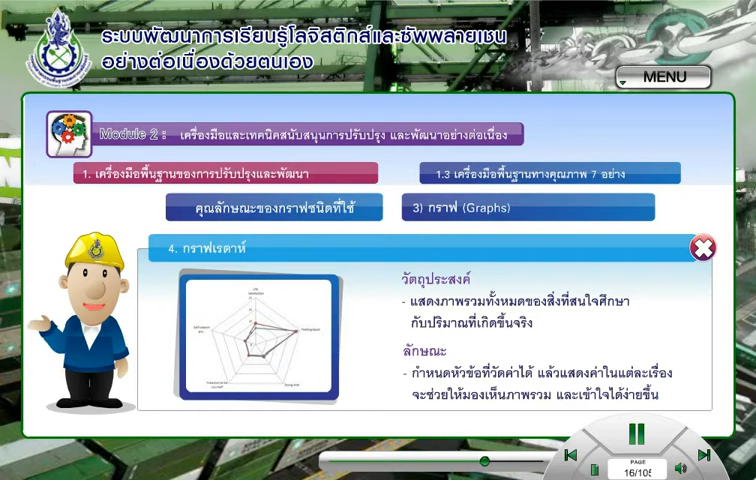 ระบบพัฒนาการเรียนรู้โลจิสติกส์และซัพพลายเชน
อย่างต่อเนื่องด้วยตนเอง
MENU
Module 2 : เครื่องมือและเทคนิคสนับสนุนการปรับปรุง และพัฒนาอย่างต่อเนื่อง
1. เครื่องมือพื้นฐานของการปรับปรุงและพัฒนา
1.3 เครื่องมือพื้นฐานทางคุณภาพ 7 อย่าง
คุณลักษณะของกราฟชนิดที่ใช้
3) กราฟ (Graphs)
4. กราฟเรดาห์
วัตถุประสงค์
- แสดงภาพรวมทั้งหมดของสิ่งที่สนใจศึกษา
กับปริมาณที่เกิดขึ้นจริง
ลักษณะ
- กำหนดหัวข้อที่วัดค่าได้ แล้วแสดงค่าในแต่ละเรื่อง
จะช่วยให้มองเห็นภาพรวม และเข้าใจได้ง่ายขึ้น
PAGE
16/105